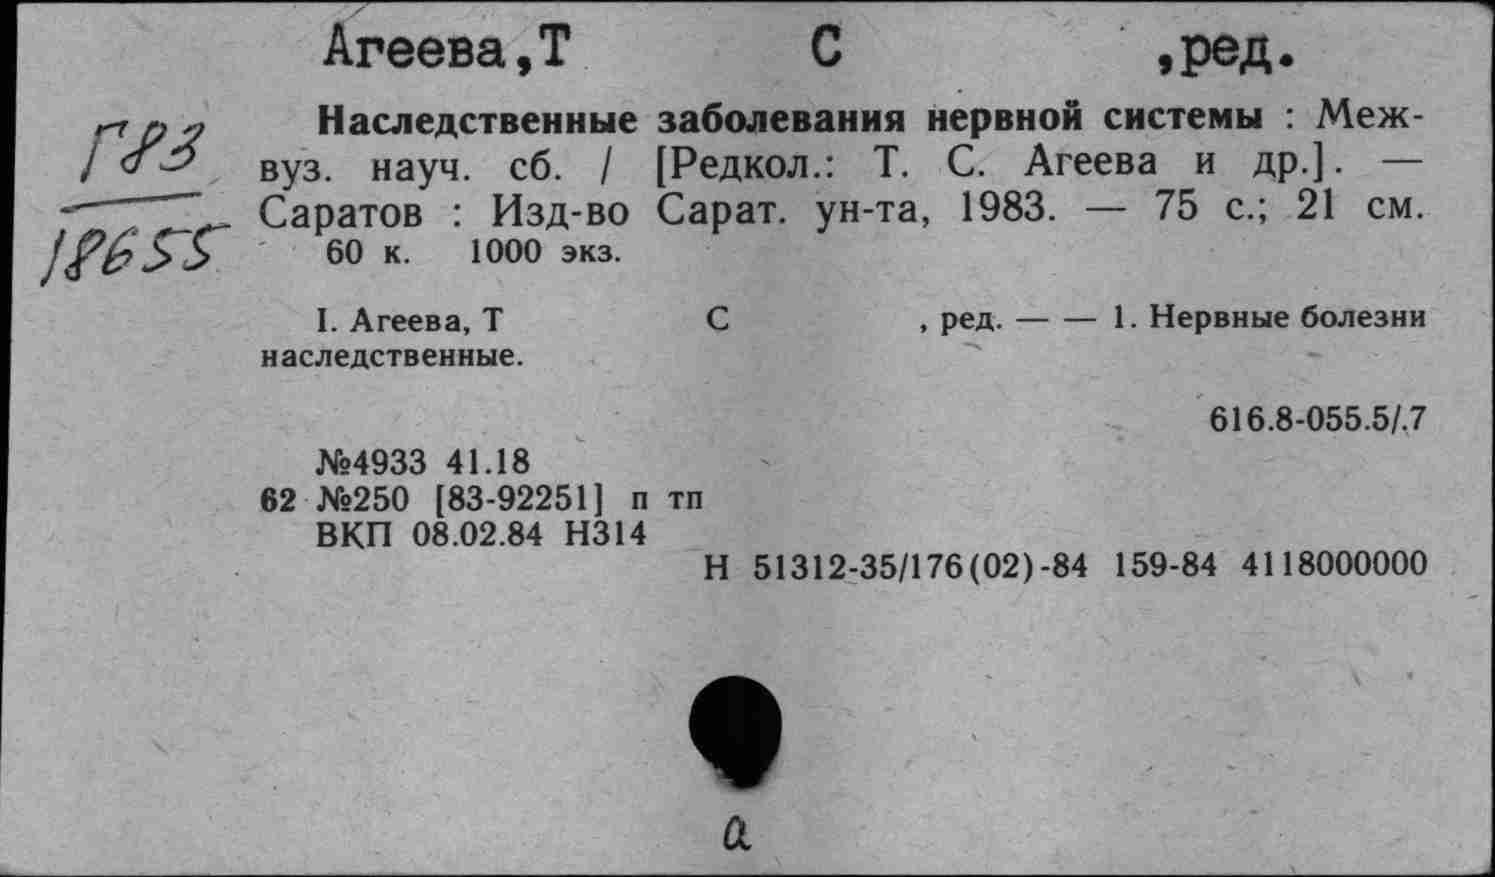 Агеева,Т С ,ред.
Г83
18655
Наследственные заболевания нервной системы : Меж-
вуз. науч. сб. / [Редкол.: Т. С. Агеева и др.]. —
Саратов : Изд-во Сарат. ун-та, 1983. — 75 с.; 21 см.
60 к. 1000 экз.
I. Агеева, Т С , ред. — — 1. Нервные болезни
наследственные.
616.8-055.5/.7
№4933 41.18
62 №250 [83-92251] п тп
ВКП 08.02.84 Н314
Н 51312-35/176(02)-84 159-84 4118000000
а